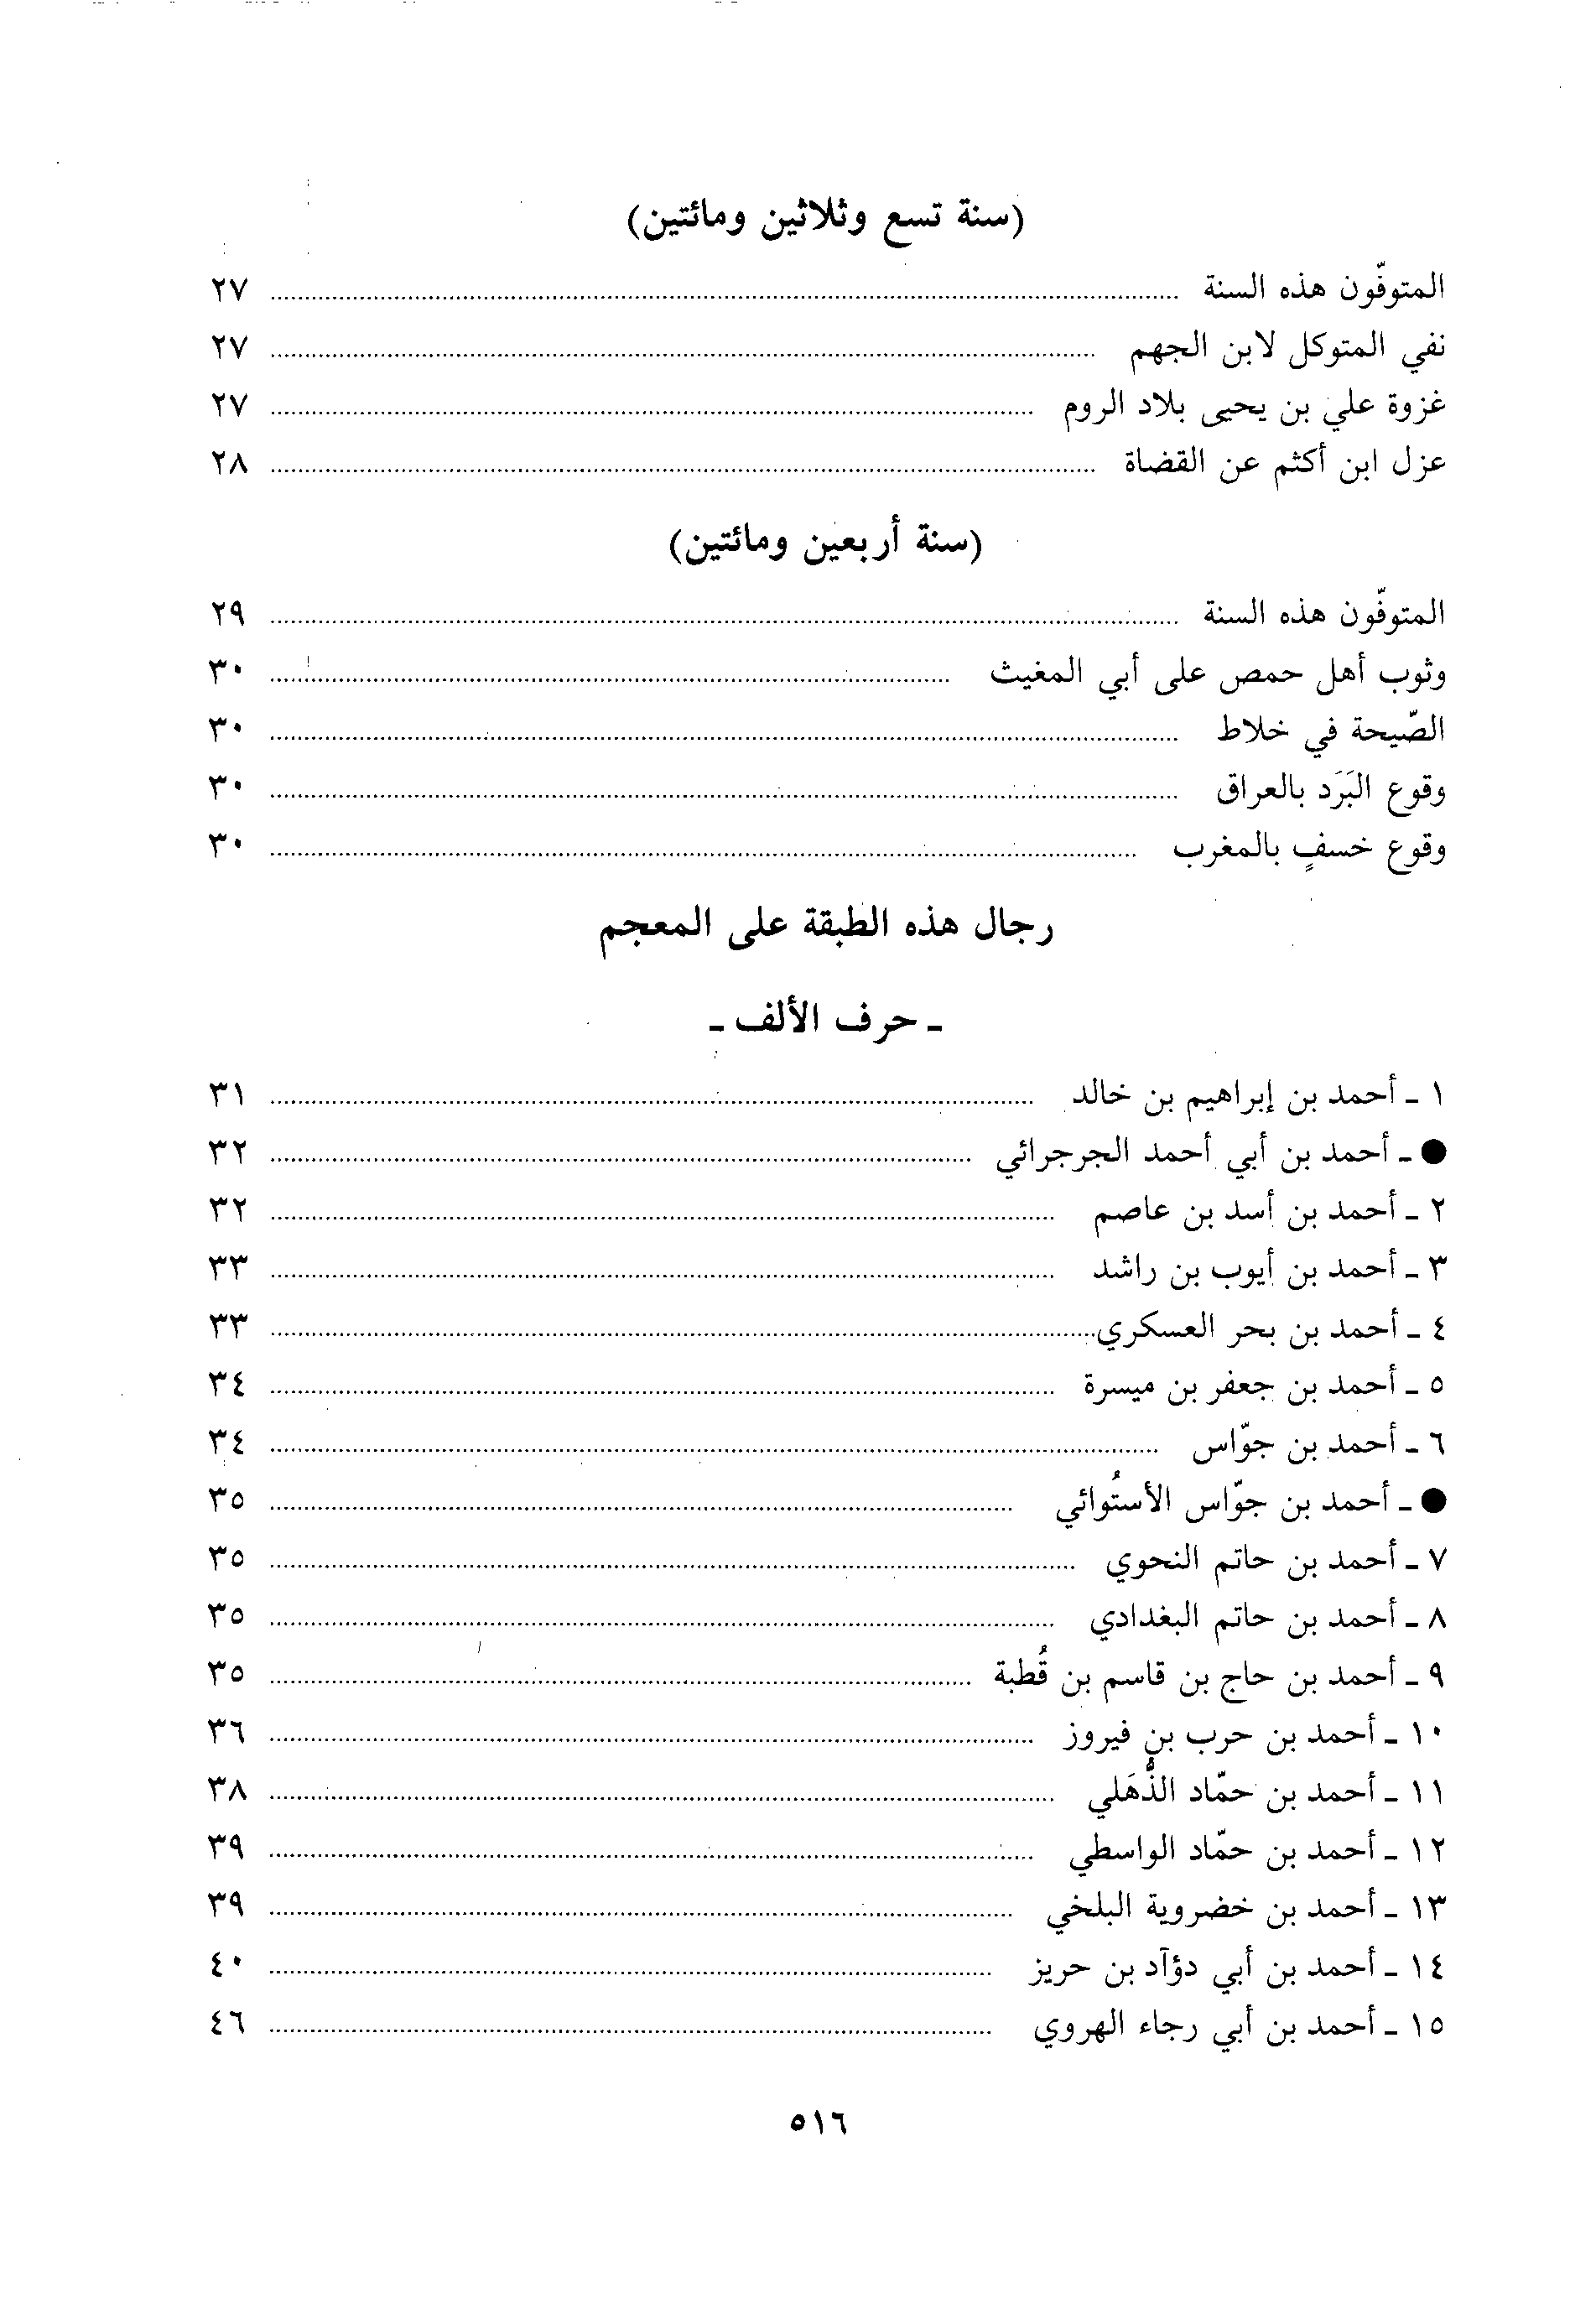 (سنة تسع وثلاثين ومائتين)
المتوفّون هذه السنة ........ ٢٧
نفي المتوكل لابن الجهم ........ ٢٧
غزوة علي بن يحيى بلاد الروم ........ ٢٧
عزل ابن أكثم عن القضاة ........ ٢٨
(سنة أربعين ومائتين)
المتوفّون هذه السنة ........ ٢٩
وثوب أهل حمص على أبي المغيث ........ ٣٠
الصّيحة في خلاط ........ ٣٠
وقوع البَرَد بالعراق ........ ٣٠
وقوع خسفٍ بالمغرب ........ ٣٠
رجال هذه الطبقة على المعجم
ـ حرف الألف ـ
١ ـ أحمد بن إبراهيم بن خالد ........ ٣١
● ـ أحمد بن أبي أحمد الجرجرائي ........ ٣٢
٢ ـ أحمد بن أسد بن عاصم ........ ٣٢
٣ ـ أحمد بن أيوب بن راشد ........ ٣٣
٤ ـ أحمد بن بحر العسكري ........ ٣٣
٥ ـ أحمد بن جعفر بن ميسرة ........ ٣٤
٦ ـ أحمد بن جوّاس ........ ٣٤
● ـ أحمد بن جوّاس الأستُوائي ........ ٣٥
٧ ـ أحمد بن حاتم النحوي ........ ٣٥
٨ ـ أحمد بن حاتم البغدادي ........ ٣٥
٩ ـ أحمد بن حاج بن قاسم بن قُطبة ........ ٣٥
١٠ ـ أحمد بن حرب بن فيروز ........ ٣٦
١١ ـ أحمد بن حمّاد الذُّهَلي ........ ٣٨
١٢ ـ أحمد بن حمّاد الواسطي ........ ٣٩
١٣ ـ أحمد بن خضروية البلخي ........ ٣٩
١٤ ـ أحمد بن أبي دؤآد بن حريز ........ ٤٠
١٥ ـ أحمد بن أبي رجاء الهروي ........ ٤٦
٥١٦